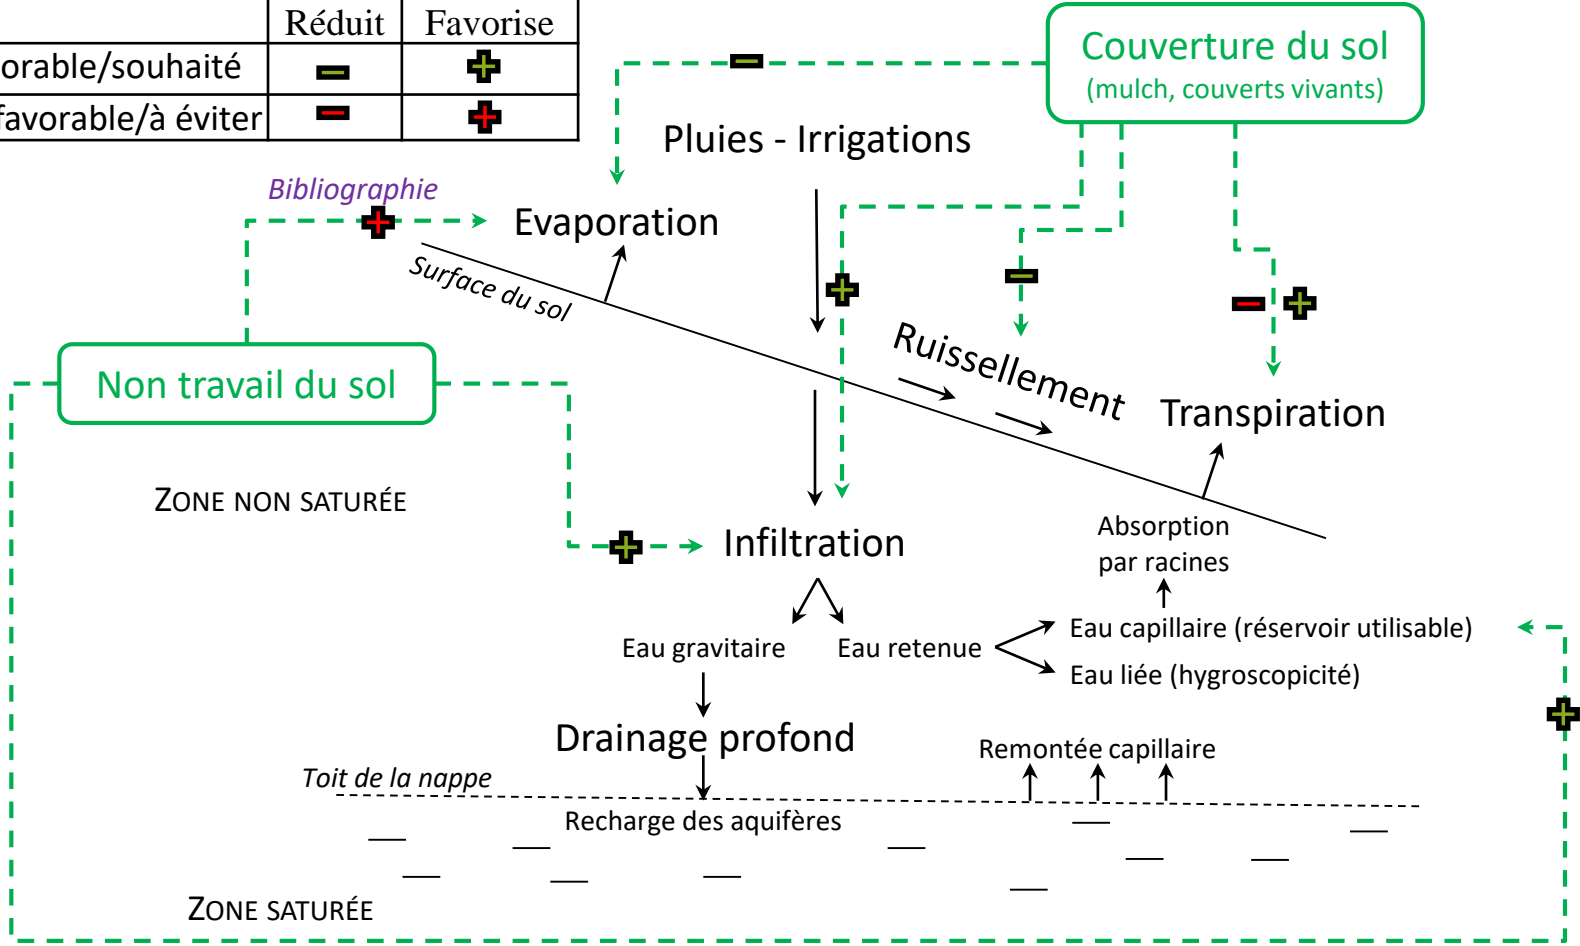 Réduit Favorise
orable/souhaité
favorable/à éviter
Couverture du sol
(mulch, couverts vivants)
Pluies - Irrigations
Bibliographie
Evaporation
Surface du sol
Ruissellement
Non travail du sol
Transpiration
ZONE NON SATURÉE
Absorption
par racines
Infiltration
Eau gravitaire
Eau retenue
Eau capillaire (réservoir utilisable)
Eau liée (hygroscopicité)
Drainage profond
Remontée capillaire
Toit de la nappe
Recharge des aquifères
ZONE SATURÉE